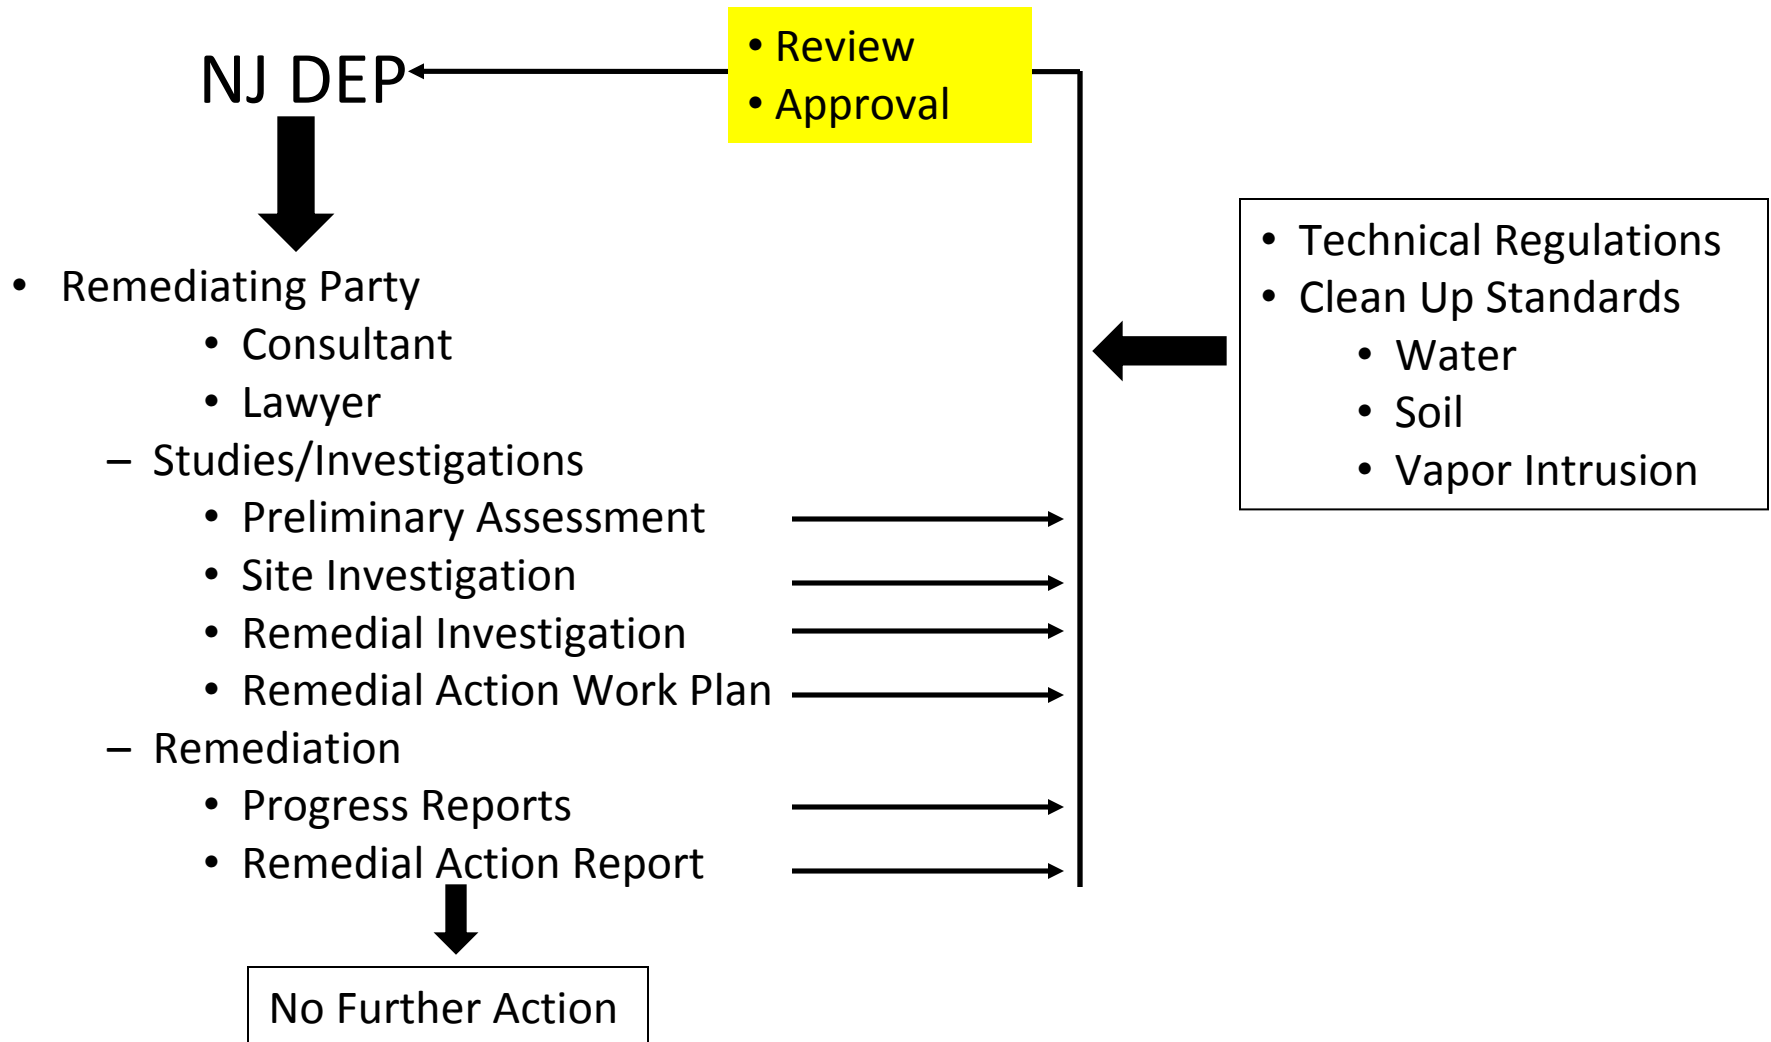 NJ DEP
• Review
• Approval
• Remediating Party
• Consultant
• Lawyer
– Studies/Investigations
• Preliminary Assessment
• Site Investigation
• Remedial Investigation
• Remedial Action Work Plan
– Remediation
• Progress Reports
• Remedial Action Report
No Further Action
• Technical Regulations
• Clean Up Standards
• Water
• Soil
• Vapor Intrusion